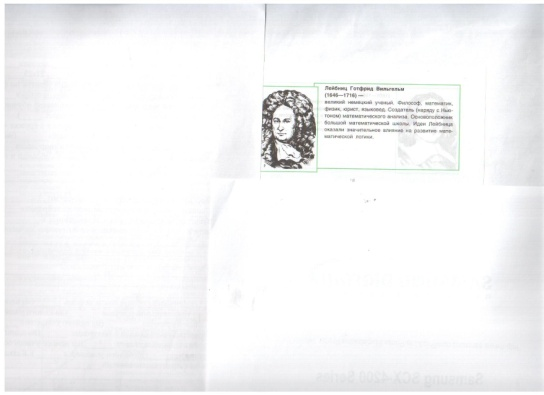 Лейбниц Готфрид Вильгельм
(1646—1716) —
великий немецкий ученый. Философ, математик,
физик, юрист, языковед. Создатель (наряду с Нью-
тоном) математического анализа. Основоположник
большой математической школы. Идеи Лейбница
оказали значительное влияние на развитие мате-
матической логики.
Samsung SCX-4200 Series